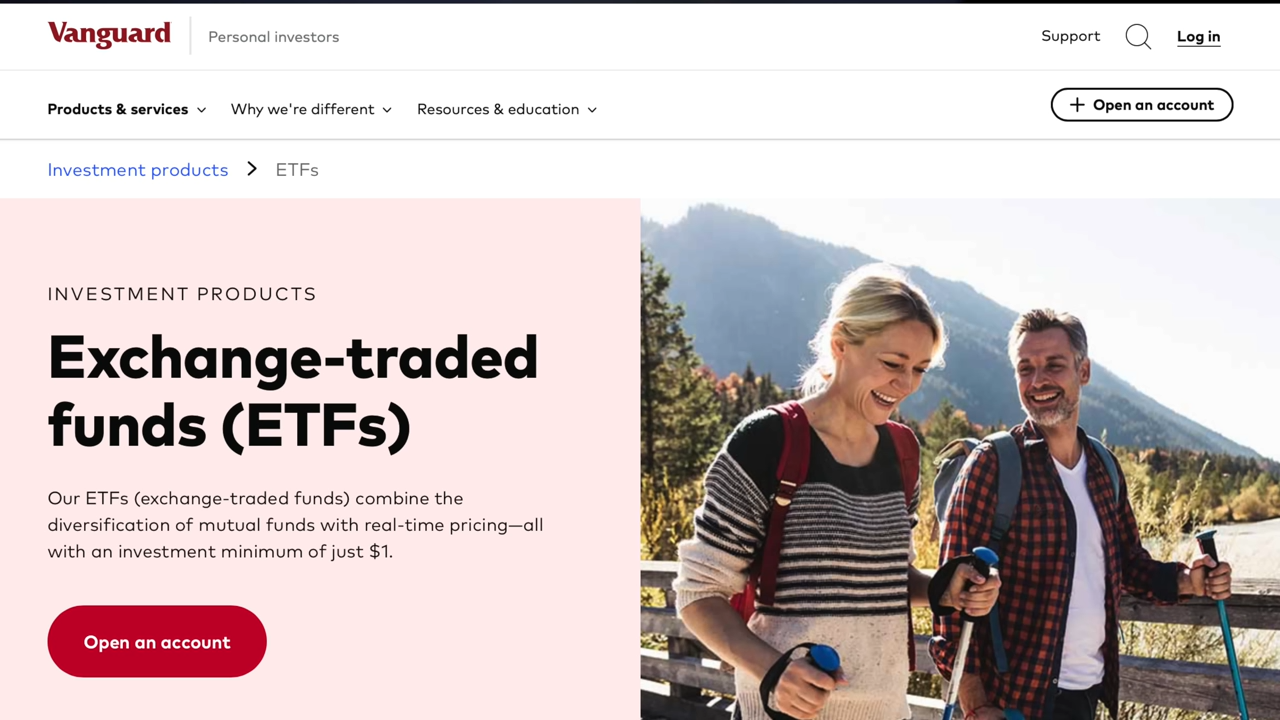 Vanguard
Personal investors
Support
Log in
Products & services
Why we're different
Resources & education
Open an account
Investment products
ETFs
INVESTMENT PRODUCTS
Exchange-traded
funds (ETFs)
Our ETFs (exchange-traded funds) combine the
diversification of mutual funds with real-time pricing—all
with an investment minimum of just $1.
Open an account